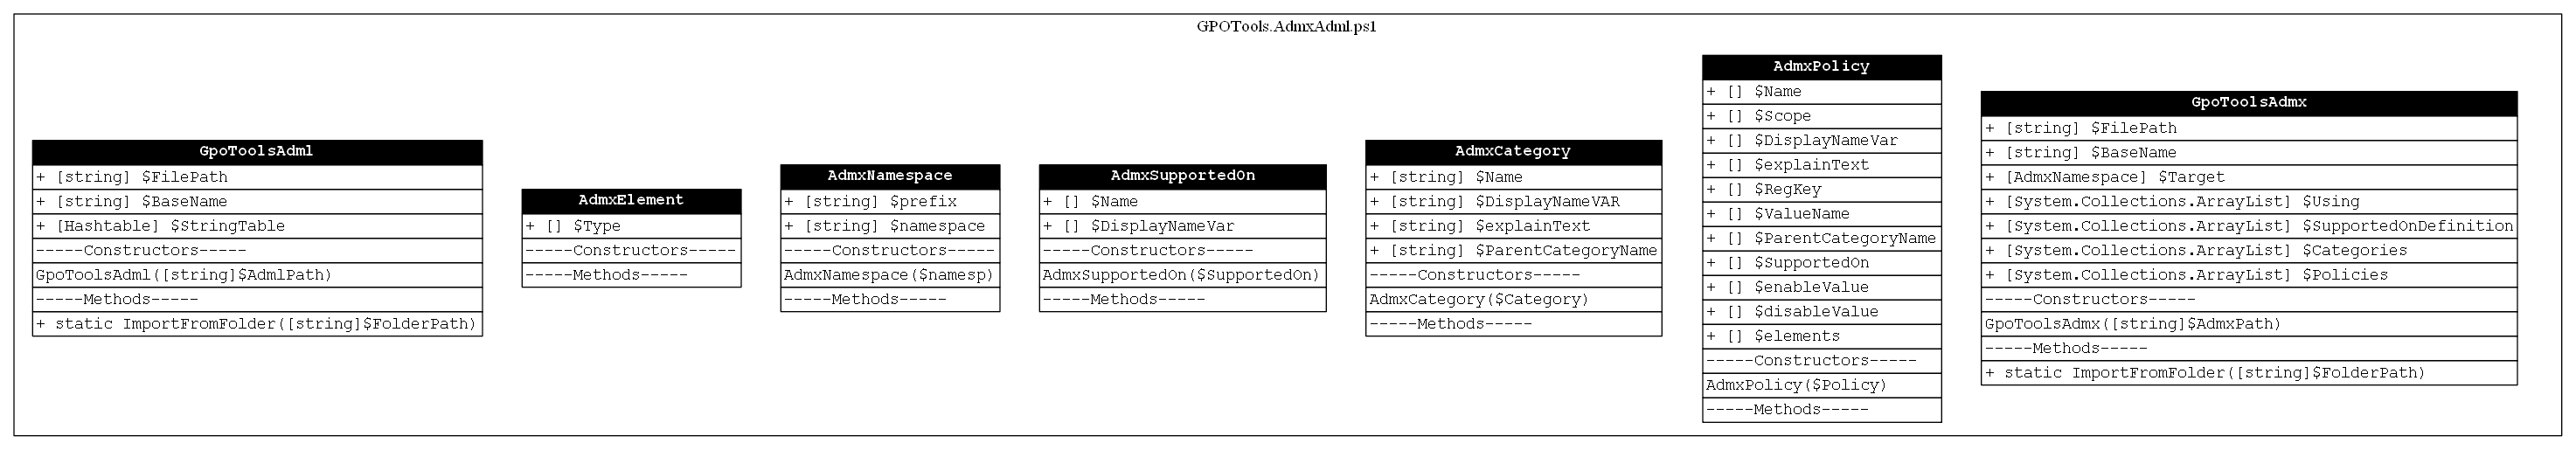 GPOTools.AdmxAdml.ps1
GpoToolsAdml
+ [string] $FilePath
+ [string] $BaseName
+ [Hashtable] $StringTable
-----Constructors-----
GpoToolsAdml([string]$AdmlPath)
-----Methods-----
+ static ImportFromFolder([string]$FolderPath)
AdmxElement
+ [] $Type
-----Constructors-----
-----Methods-----
AdmxNamespace
+ [string] $prefix
+ [string] $namespace
-----Constructors-----
AdmxNamespace($namesp)
-----Methods-----
AdmxSupportedOn
+ [] $Name
+ [] $DisplayNameVar
-----Constructors-----
AdmxSupportedOn($SupportedOn)
-----Methods-----
AdmxCategory
+ [string] $Name
+ [string] $DisplayNameVAR
+ [string] $explainText
+ [string] $ParentCategoryName
-----Constructors-----
AdmxCategory($Category)
-----Methods-----
AdmxPolicy
+ [] $Name
+ [] $Scope
+ [] $DisplayNameVar
+ [] $explainText
+ [] $RegKey
+ [] $ValueName
+ [] $ParentCategoryName
+ [] $SupportedOn
+ [] $enableValue
+ [] $disableValue
+ [] $elements
-----Constructors-----
AdmxPolicy($Policy)
-----Methods-----
GpoToolsAdmx
+ [string] $FilePath
+ [string] $BaseName
+ [AdmxNamespace] $Target
+ [System.Collections.ArrayList] $Using
+ [System.Collections.ArrayList] $SupportedOnDefinition
+ [System.Collections.ArrayList] $Categories
+ [System.Collections.ArrayList] $Policies
-----Constructors-----
GpoToolsAdmx([string]$AdmxPath)
-----Methods-----
+ static ImportFromFolder([string]$FolderPath)